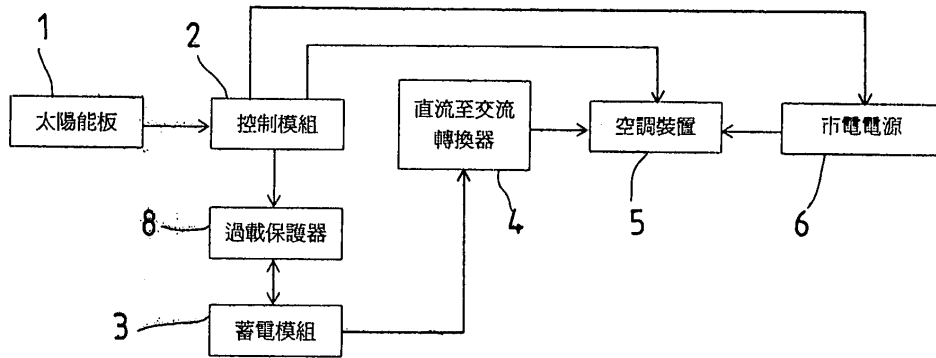 1
太陽能板
2
控制模組
直流至交流
轉換器
4
空調裝置
5
市電電源
6
8
過載保護器
3
蓄電模組